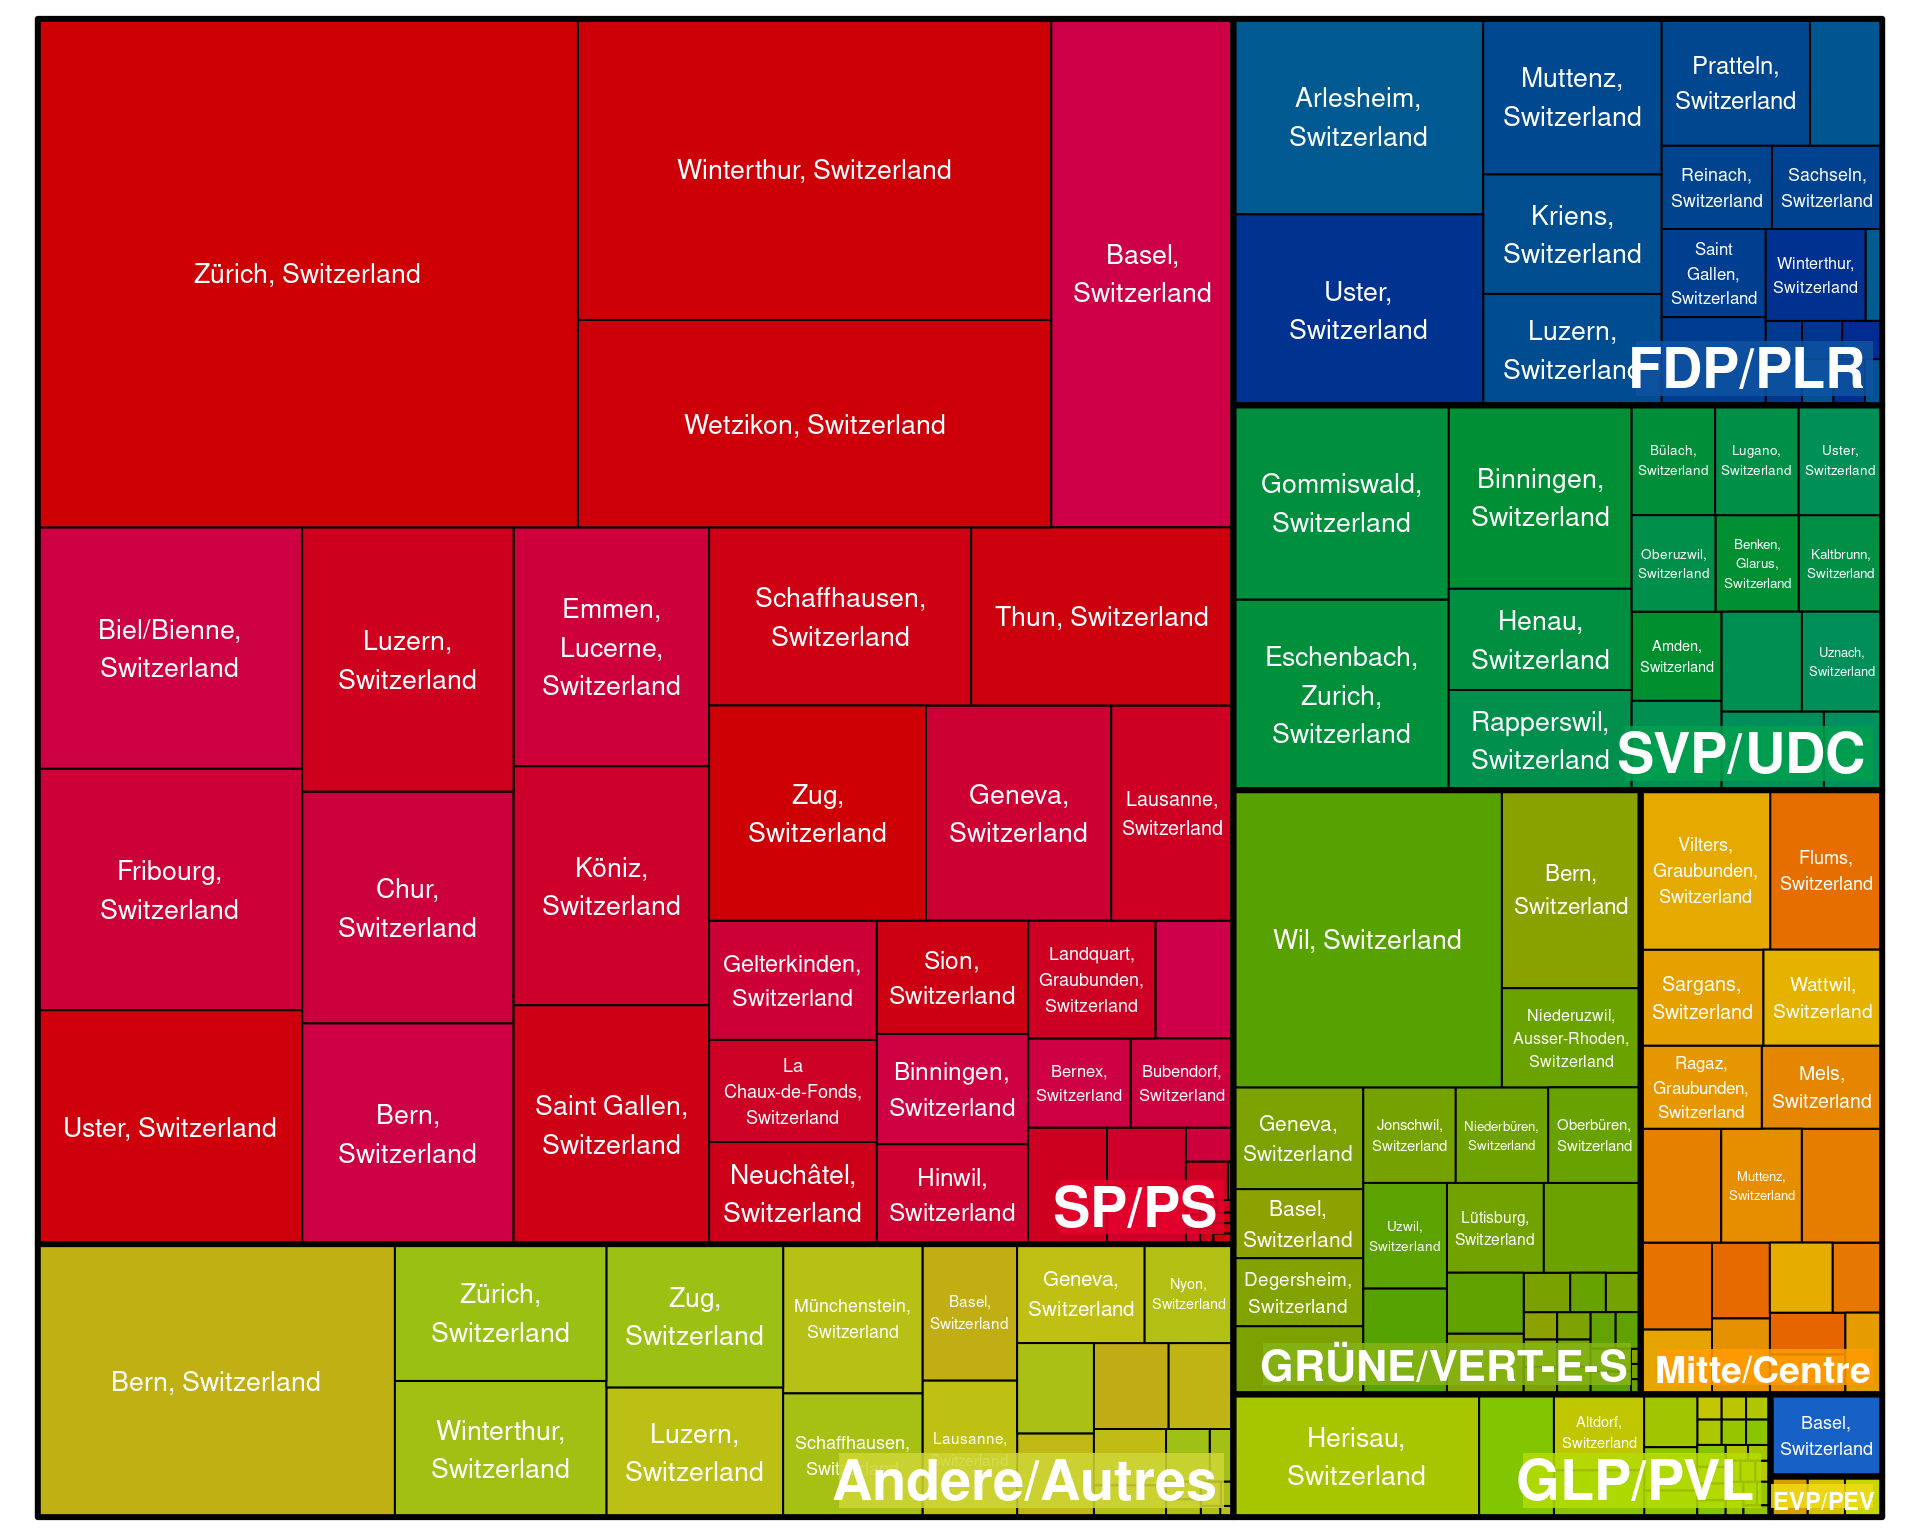 Zürich, Switzerland
Winterthur, Switzerland
Wetzikon, Switzerland
Basel,
Switzerland
Biel/Bienne,
Switzerland
Fribourg,
Switzerland
Uster, Switzerland
Luzern,
Switzerland
Chur,
Switzerland
Bern,
Switzerland
Emmen,
Lucerne,
Switzerland
Köniz,
Switzerland
Saint Gallen,
Switzerland
Schaffhausen,
Switzerland
Thun, Switzerland
Zug,
Switzerland
Geneva,
Switzerland
Lausanne,
Switzerland
Gelterkinden,
Switzerland
La
Chaux-de-Fonds,
Switzerland
Neuchâtel,
Switzerland
Sion,
Switzerland
Binningen,
Switzerland
Hinwil,
Switzerland
Landquart,
Graubunden,
Switzerland
Bernex,
Switzerland
Bubendorf,
Switzerland
SP/PS
Bern, Switzerland
Zürich,
Switzerland
Winterthur,
Switzerland
Zug,
Switzerland
Luzern,
Switzerland
Münchenstein,
Switzerland
Schaffhausen,
Switzerland
Basel,
Switzerland
Lausanne,
Switzerland
Geneva,
Switzerland
Nyon,
Switzerland
Andere/Autres
Arlesheim,
Switzerland
Uster,
Switzerland
Muttenz,
Switzerland
Kriens,
Switzerland
Luzern,
Switzerland
Pratteln,
Switzerland
Reinach,
Switzerland
Sachseln,
Switzerland
Saint
Gallen,
Switzerland
Winterthur,
Switzerland
FDP/PLR
Gommiswald,
Switzerland
Eschenbach,
Zurich,
Switzerland
Binningen,
Switzerland
Henau,
Switzerland
Rapperswil,
Switzerland
Bülach,
Switzerland
Lugano,
Switzerland
Uster,
Switzerland
Oberuzwil,
Switzerland
Benken,
Glarus,
Switzerland
Kaltbrunn,
Switzerland
Amden,
Switzerland
Uznach,
Switzerland
SVP/UDC
Wil, Switzerland
Bern,
Switzerland
Niederuzwil,
Ausser-Rhoden,
Switzerland
Geneva,
Switzerland
Basel,
Switzerland
Degersheim,
Switzerland
Jonschwil,
Switzerland
Niederbüren,
Switzerland
Oberbüren,
Switzerland
Uzwil,
Switzerland
Lütisburg,
Switzerland
GRÜNE/VERT-E-S
Vilters,
Graubunden,
Switzerland
Flums,
Switzerland
Sargans,
Switzerland
Wattwil,
Switzerland
Ragaz,
Graubunden,
Switzerland
Mels,
Switzerland
Muttenz,
Switzerland
Mitte/Centre
Herisau,
Switzerland
Altdorf,
Switzerland
GLP/PVL
Basel,
Switzerland
EVP/PEV